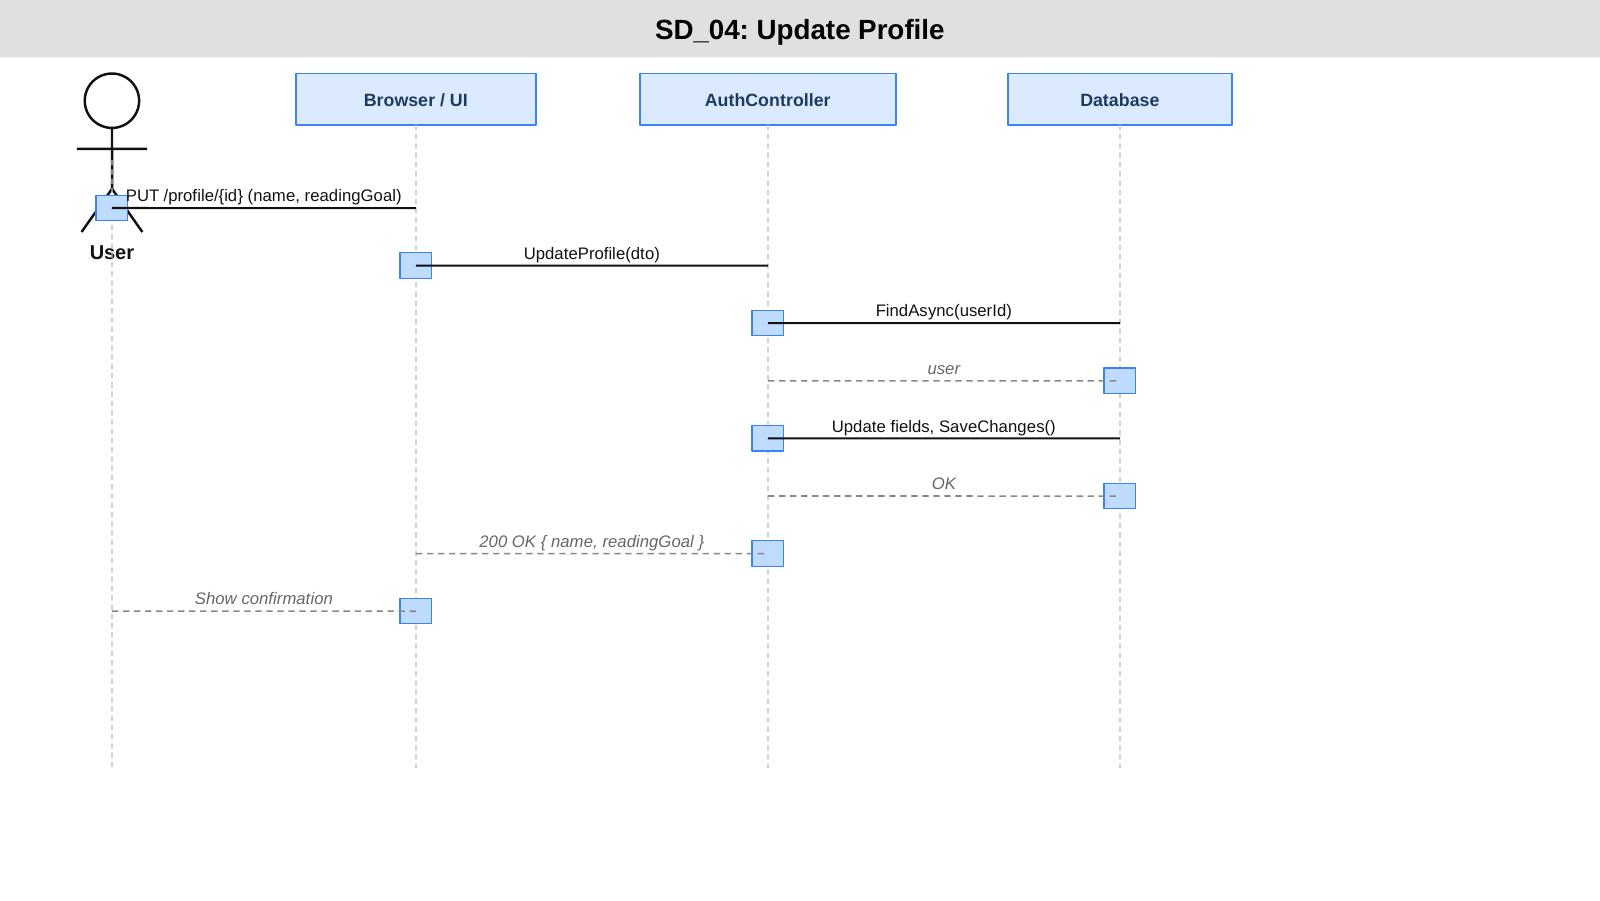 SD_04: Update Profile
Browser / UI
AuthController
Database
PUT /profile/{id} (name, readingGoal)
User
UpdateProfile(dto)
FindAsync(userId)
user
Update fields, SaveChanges()
OK
200 OK { name, readingGoal }
Show confirmation